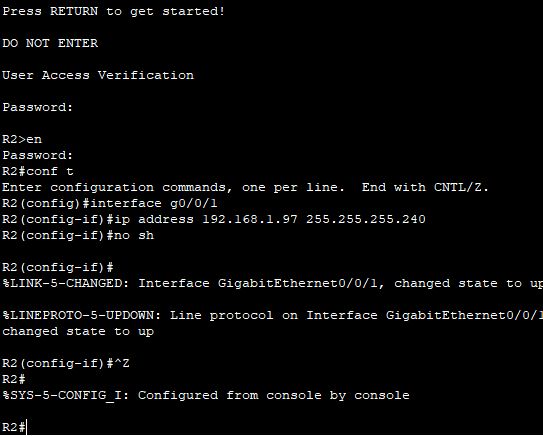 Press RETURN to get started!
DO NOT ENTER
User Access Verification
Password:
R2>en
Password:
R2#conf t
Enter configuration commands, one per line.  End with CNTL/Z.
R2(config)#interface g0/0/1
R2(config-if)#ip address 192.168.1.97 255.255.255.240
R2(config-if)#no sh
R2(config-if)#
%LINK-5-CHANGED: Interface GigabitEthernet0/0/1, changed state to up
%LINEPROTO-5-UPDOWN: Line protocol on Interface GigabitEthernet0/0/1
changed state to up
R2(config-if)#^Z
R2#
%SYS-5-CONFIG_I: Configured from console by console
R2#